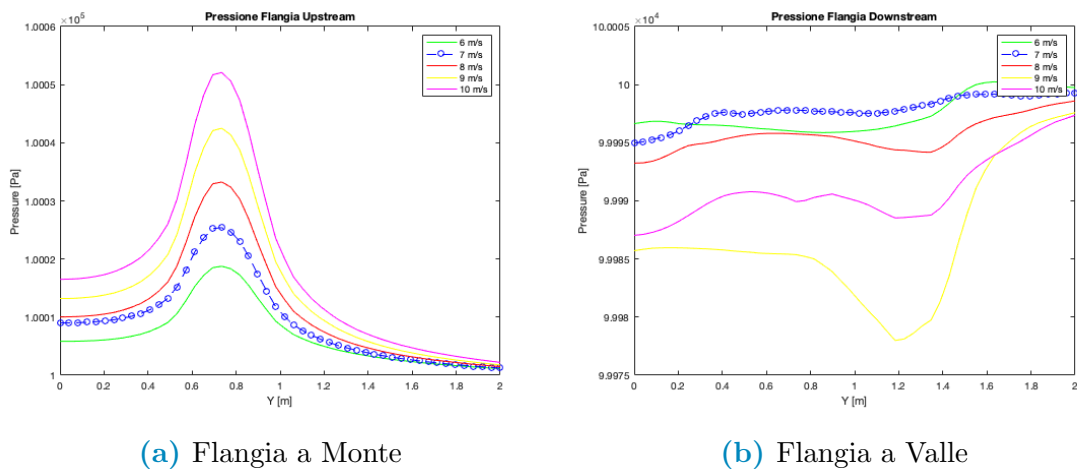 Pressione Flangia Upstream
×10⁵
1.0006
1.0005
1.0004
1.0003
1.0002
1.0001
1
Pressure [Pa]
0 0.2 0.4 0.6 0.8 1 1.2 1.4 1.6 1.8 2
Y [m]
6 m/s
7 m/s
8 m/s
9 m/s
10 m/s
(a) Flangia a Monte
Pressione Flangia Downstream
×10⁴
10.0005
10
9.9995
9.999
9.9985
9.998
9.9975
Pressure [Pa]
0 0.2 0.4 0.6 0.8 1 1.2 1.4 1.6 1.8 2
Y [m]
6 m/s
7 m/s
8 m/s
9 m/s
10 m/s
(b) Flangia a Valle